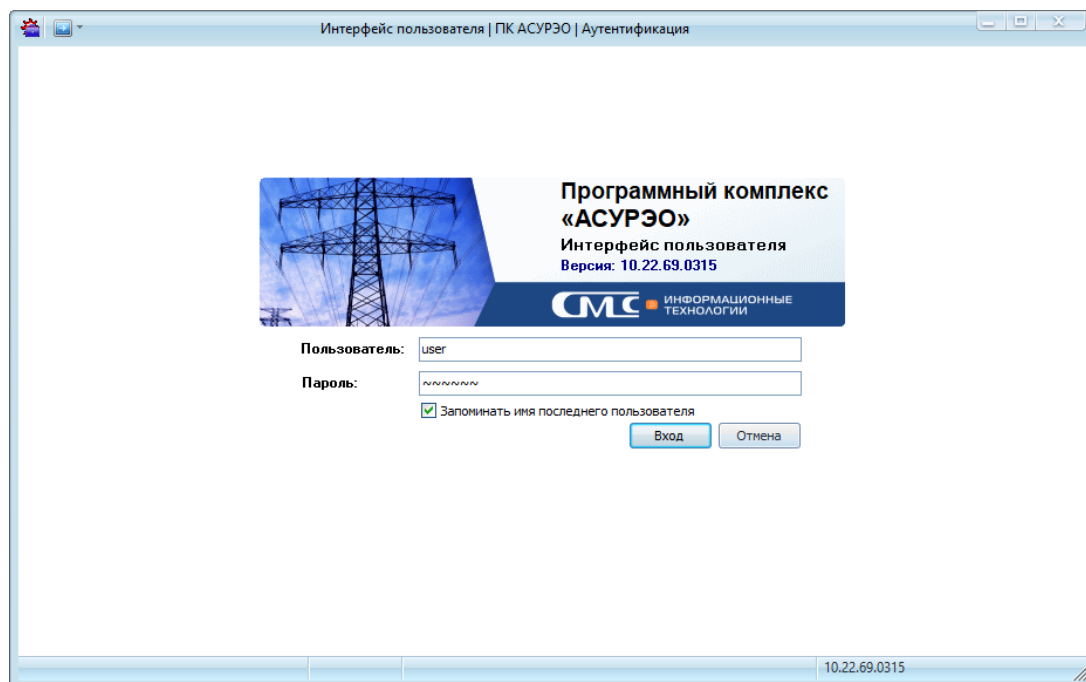 Интерфейс пользователя | ПК АСУРЭО | Аутентификация
Программный комплекс
«АСУРЭО»
Интерфейс пользователя
Версия: 10.22.69.0315
СМС ИНФОРМАЦИОННЫЕ
ТЕХНОЛОГИИ
Пользователь: user
Пароль: ~~~~~~
Запоминать имя последнего пользователя
Вход Отмена
10.22.69.0315